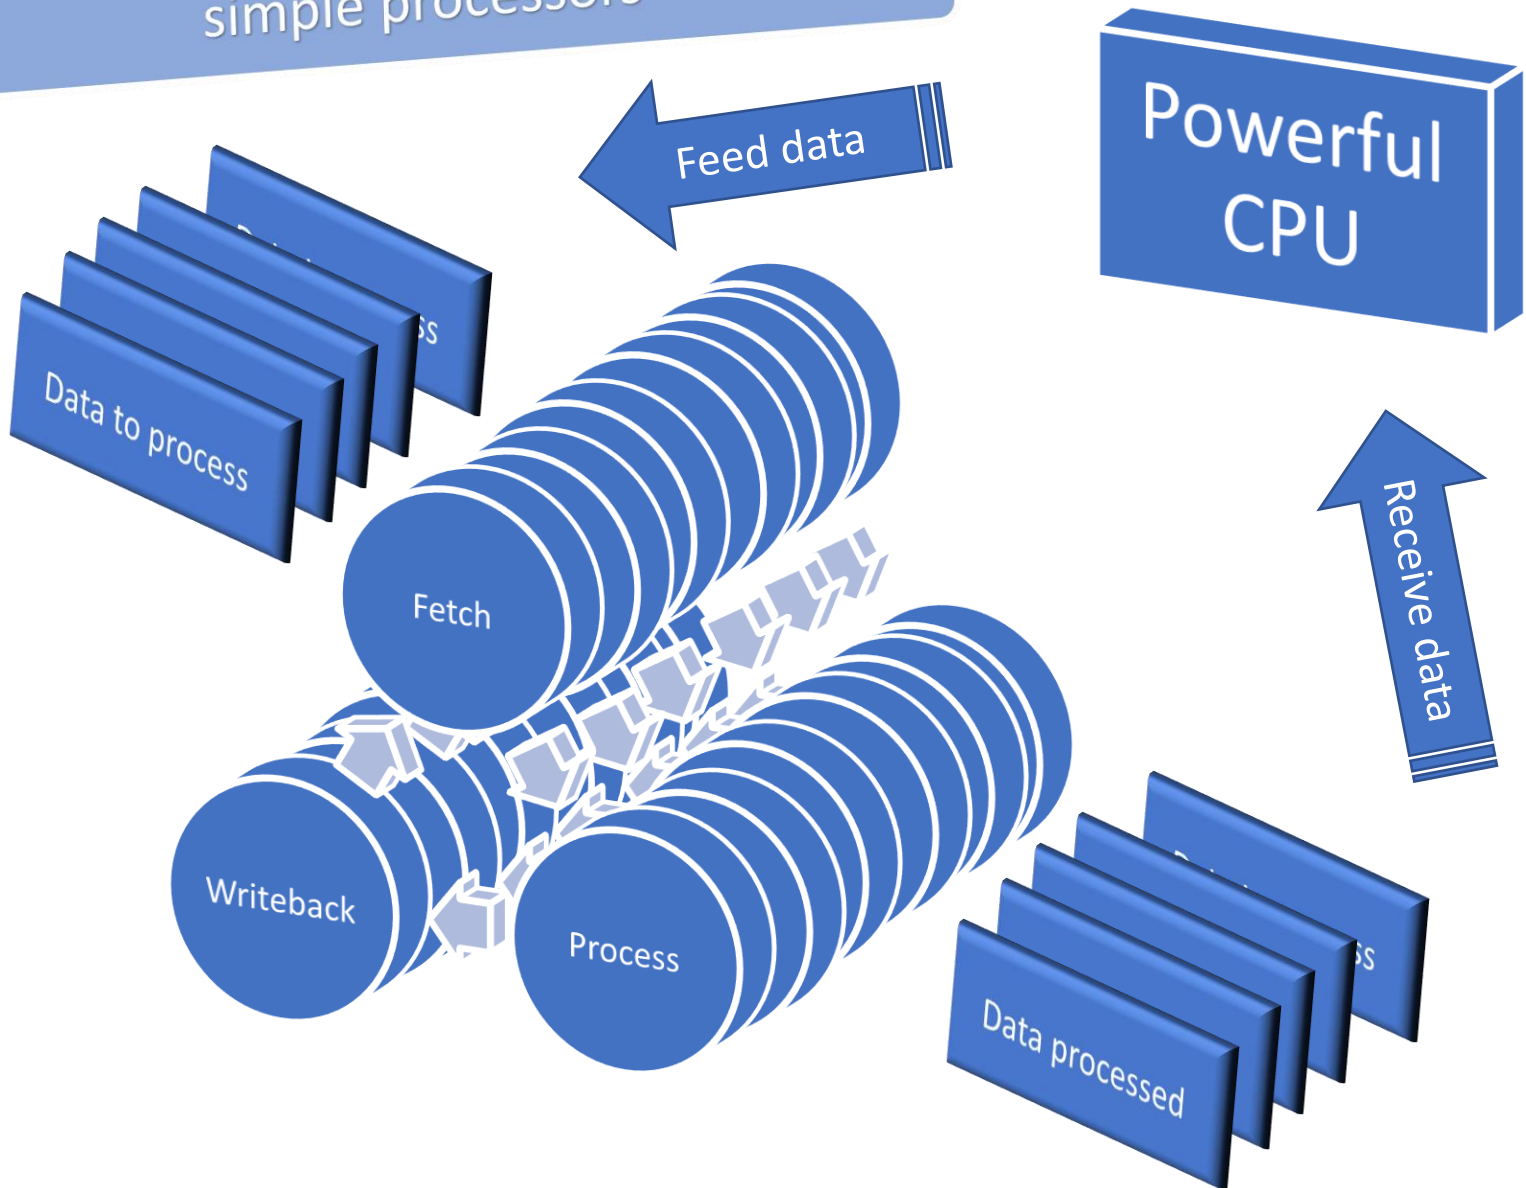 simple processors
Feed data
Powerful
CPU
Data to process
Fetch
Receive data
Writeback
Process
Data processed